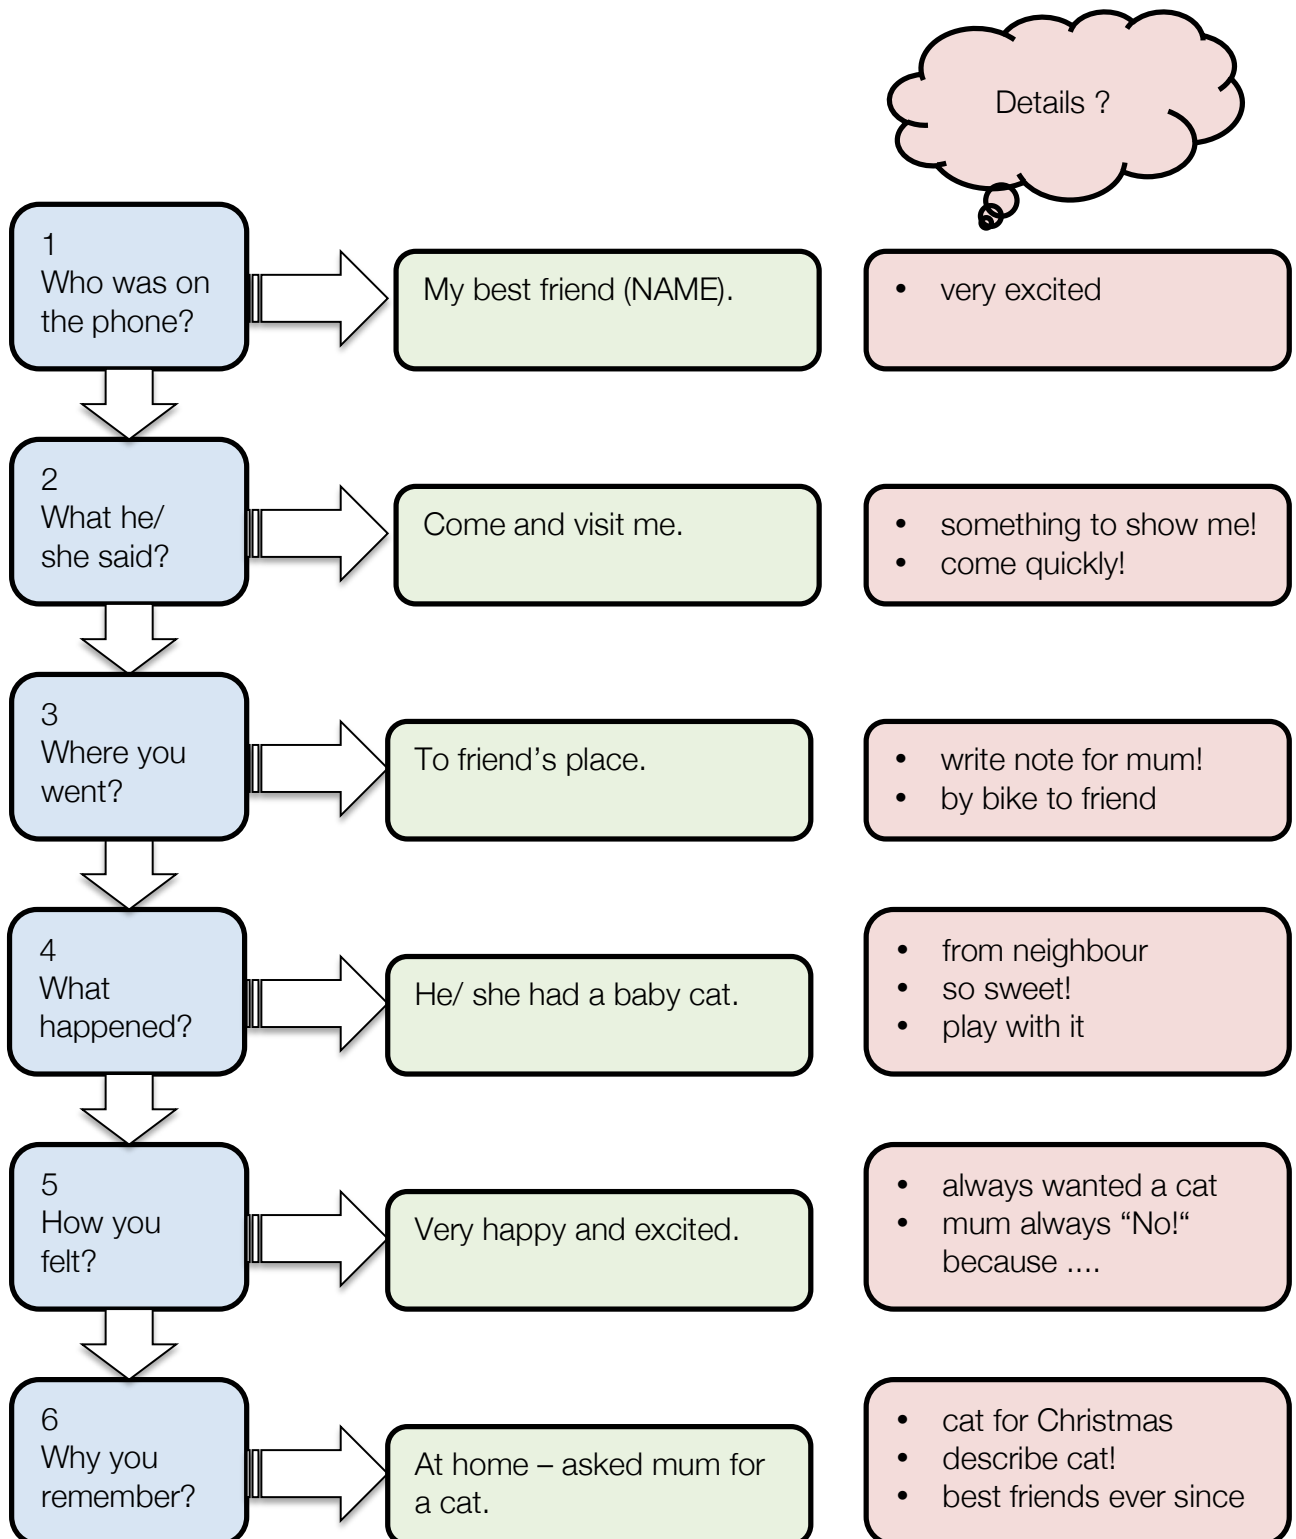 Details ?
1
Who was on
the phone?
My best friend (NAME).
• very excited
2
What he/
she said?
Come and visit me.
• something to show me!
• come quickly!
3
Where you
went?
To friend’s place.
• write note for mum!
• by bike to friend
4
What
happened?
He/ she had a baby cat.
• from neighbour
• so sweet!
• play with it
5
How you
felt?
Very happy and excited.
• always wanted a cat
• mum always “No!“
because ....
6
Why you
remember?
At home – asked mum for
a cat.
• cat for Christmas
• describe cat!
• best friends ever since